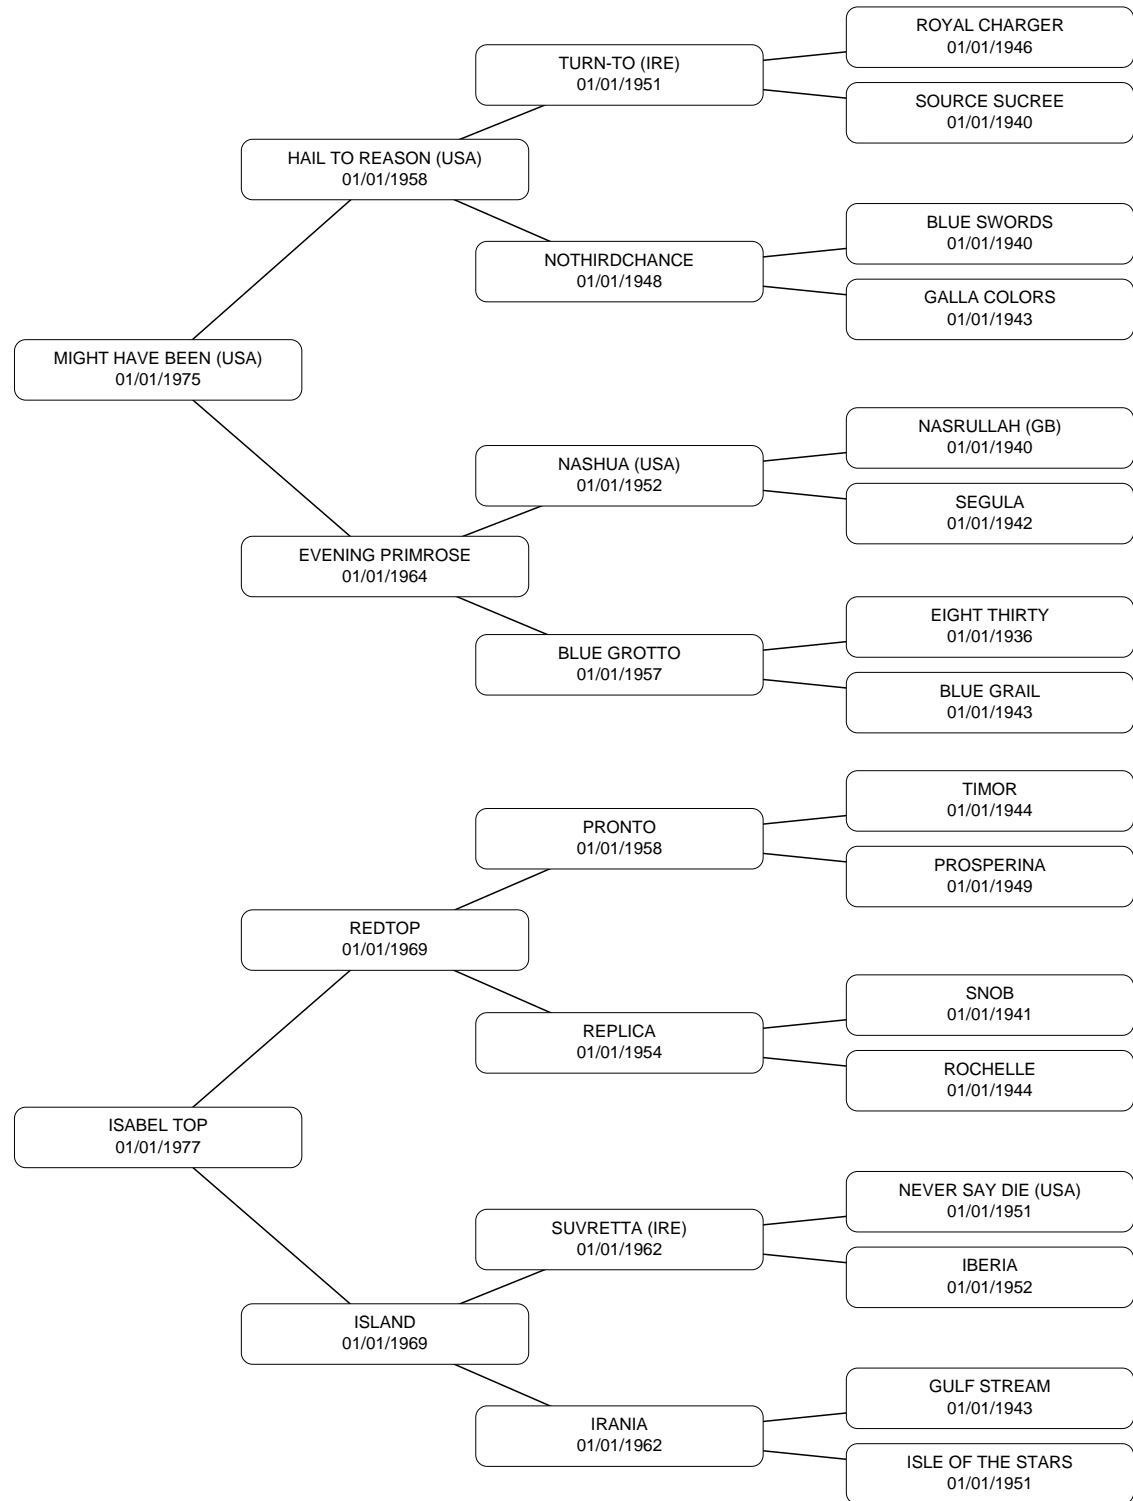 ROYAL CHARGER
01/01/1946
TURN-TO (IRE)
01/01/1951
SOURCE SUCREE
01/01/1940
HAIL TO REASON (USA)
01/01/1958
BLUE SWORDS
01/01/1940
NOTHIRDCHANCE
01/01/1948
GALLA COLORS
01/01/1943
MIGHT HAVE BEEN (USA)
01/01/1975
NASRULLAH (GB)
01/01/1940
NASHUA (USA)
01/01/1952
SEGULA
01/01/1942
EVENING PRIMROSE
01/01/1964
EIGHT THIRTY
01/01/1936
BLUE GROTTO
01/01/1957
BLUE GRAIL
01/01/1943
TIMOR
01/01/1944
PRONTO
01/01/1958
PROSPERINA
01/01/1949
REDTOP
01/01/1969
SNOB
01/01/1941
REPLICA
01/01/1954
ROCHELLE
01/01/1944
ISABEL TOP
01/01/1977
NEVER SAY DIE (USA)
01/01/1951
SUVRETTA (IRE)
01/01/1962
IBERIA
01/01/1952
ISLAND
01/01/1969
GULF STREAM
01/01/1943
IRANIA
01/01/1962
ISLE OF THE STARS
01/01/1951